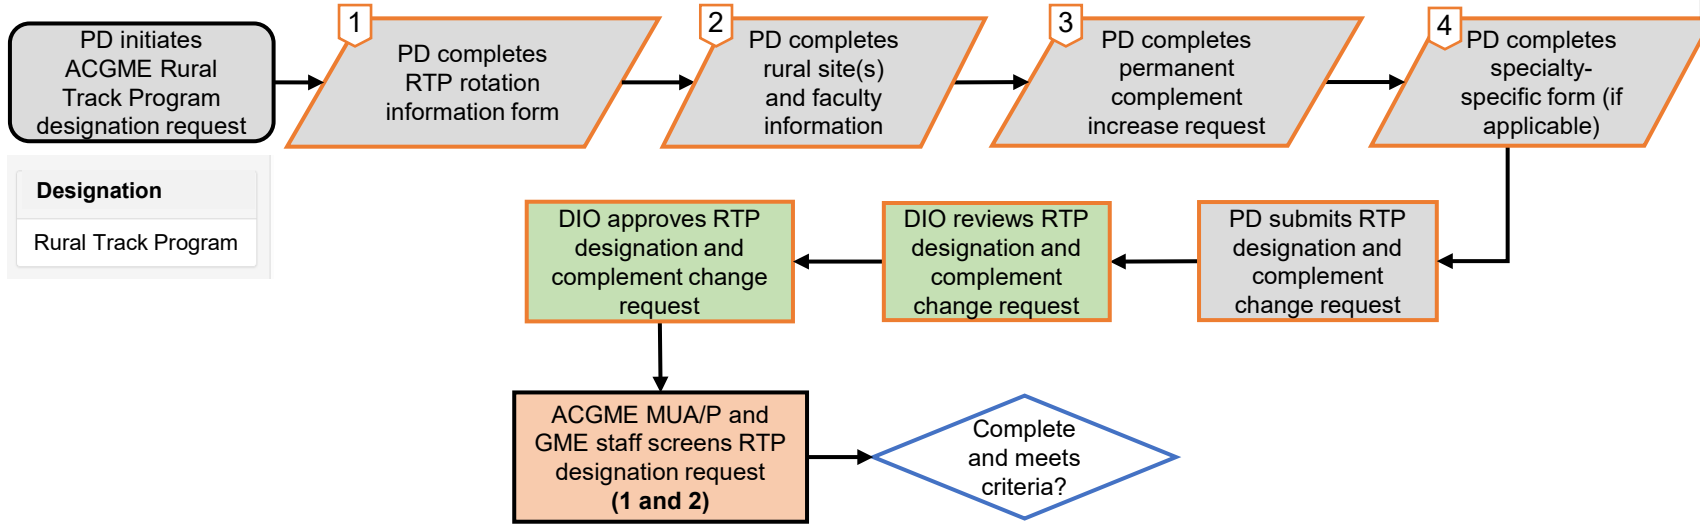 PD initiates
ACGME Rural
Track Program
designation request
1
PD completes
RTP rotation
information form
2
PD completes
rural site(s)
and faculty
information
3
PD completes
permanent
complement
increase request
4
PD completes
specialty-
specific form (if
applicable)
Designation
Rural Track Program
DIO approves RTP
designation and
complement change
request
DIO reviews RTP
designation and
complement
change request
PD submits RTP
designation and
complement
change request
ACGME MUA/P and
GME staff screens RTP
designation request
(1 and 2)
Complete
and meets
criteria?